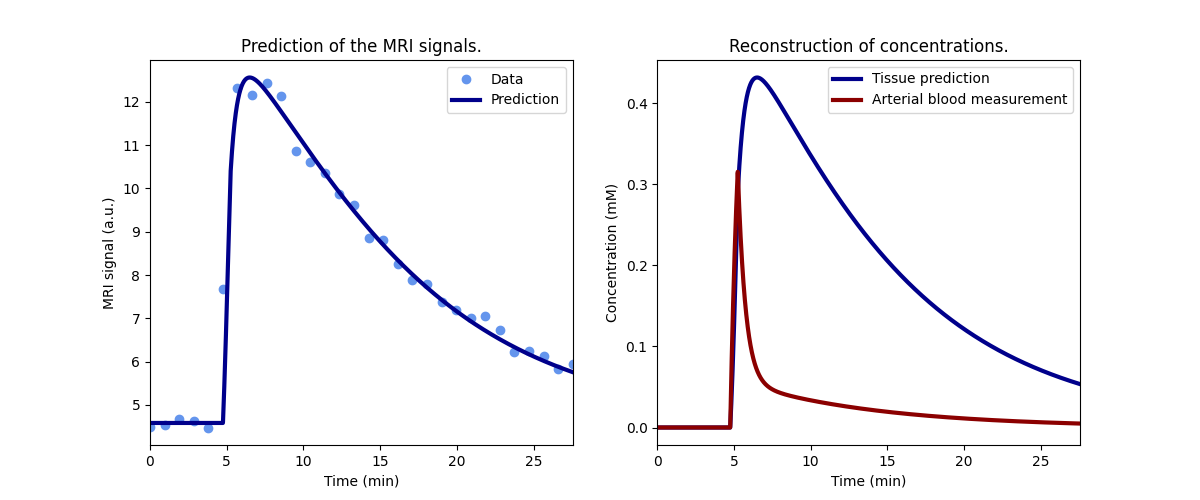 Prediction of the MRI signals.
MRI signal (a.u.)
12
11
10
9
8
7
6
5
Data
Prediction
0
5
10
15
20
25
Time (min)
Reconstruction of concentrations.
Concentration (mM)
0.4
0.3
0.2
0.1
0.0
Tissue prediction
Arterial blood measurement
0
5
10
15
20
25
Time (min)